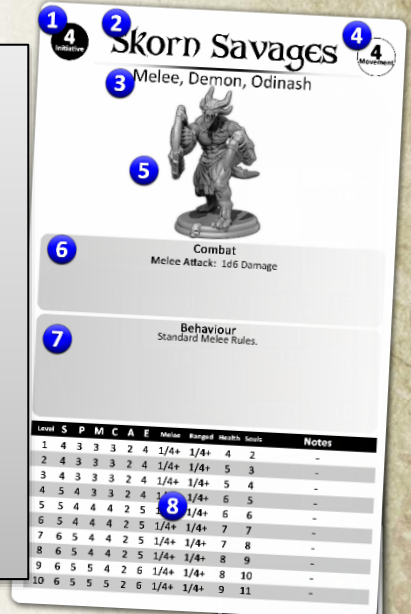 1
2
4
4
Initiative
Skorn Savages
4
Movement
3
Melee, Demon, Odinash
5
6
Combat
Melee Attack: 1d6 Damage
7
Behaviour
Standard Melee Rules.
Level S P M C A E Melee Ranged Health Souls Notes
1 4 3 3 3 2 4 1/4+ 1/4+ 4 2 -
2 4 3 3 3 2 4 1/4+ 1/4+ 5 3 -
3 4 3 3 3 2 4 1/4+ 1/4+ 5 4 -
4 5 4 3 3 2 4 1/4+ 6 5 -
5 5 4 4 4 2 5 8 1/4+ 6 6 -
6 5 4 4 4 2 5 1/4+ 1/4+ 7 7 -
7 6 5 4 4 2 5 1/4+ 1/4+ 7 8 -
8 6 5 4 4 2 5 1/4+ 1/4+ 8 9 -
9 6 5 5 4 2 6 1/4+ 1/4+ 8 10 -
10 6 5 5 5 2 6 1/4+ 1/4+ 9 11 -